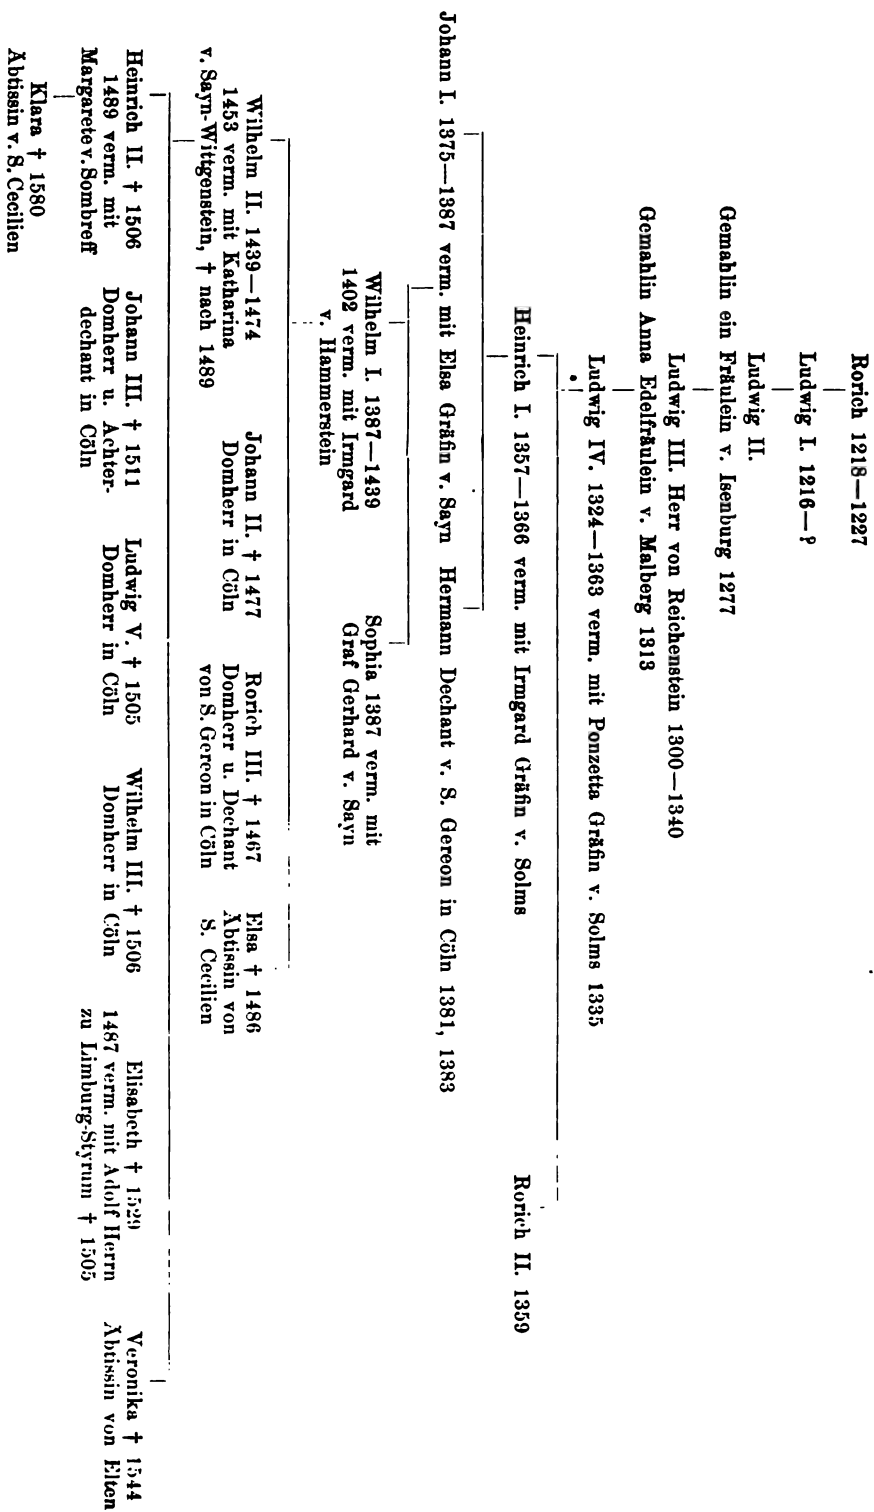 Rorich 1218—1227
Ludwig I. 1216—?
Ludwig II.
Gemahlin ein Fräulein v. Isenburg 1277
Ludwig III. Herr von Reichenstein 1300—1340
Gemahlin Anna Edelfräulein v. Malberg 1313
Ludwig IV. 1324—1363 verm. mit Ponzetta Gräfin v. Solms 1335
Heinrich I. 1357—1366 verm. mit Irmgard Gräfin v. Solms
Rorich II. 1359
Johann I. 1375—1387 verm. mit Elsa Gräfin v. Sayn
Hermann Dechant v. S. Gereon in Cöln 1381, 1383
Wilhelm I. 1387—1439
1402 verm. mit Irmgard
v. Hammerstein
Sophia 1387 verm. mit
Graf Gerhard v. Sayn
Wilhelm II. 1439—1474
1453 verm. mit Katharina
v. Sayn-Wittgenstein, † nach 1489
Johann II. † 1477
Domherr in Cöln
Rorich III. † 1467
Domherr u. Dechant
von S. Gereon in Cöln
Elsa † 1486
Äbtissin von
S. Cecilien
Heinrich II. † 1506
1489 verm. mit
Margarete v. Sombreff
Johann III. † 1511
Domherr u. Achter-
dechant in Cöln
Ludwig V. † 1505
Domherr in Cöln
Wilhelm III. † 1506
Domherr in Cöln
Elisabeth † 1529
1487 verm. mit Adolf Herrn
zu Limburg-Styrum † 1505
Veronika † 1544
Äbtissin von Elten
Klara † 1580
Äbtissin v. S. Cecilien